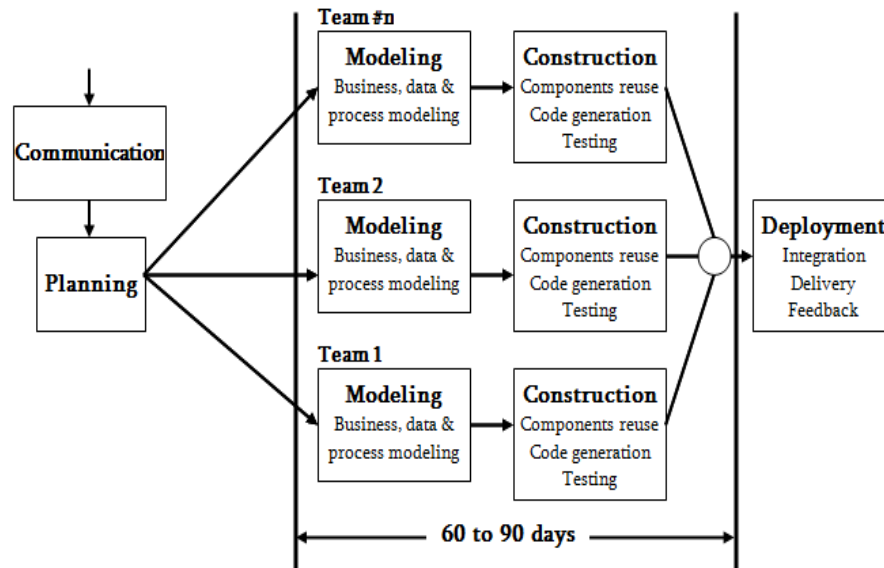 Team #n
Modeling
Business, data &
process modeling
Construction
Components reuse
Code generation
Testing
Communication
Planning
Team 2
Modeling
Business, data &
process modeling
Construction
Components reuse
Code generation
Testing
Deployment
Integration
Delivery
Feedback
Team 1
Modeling
Business, data &
process modeling
Construction
Components reuse
Code generation
Testing
60 to 90 days